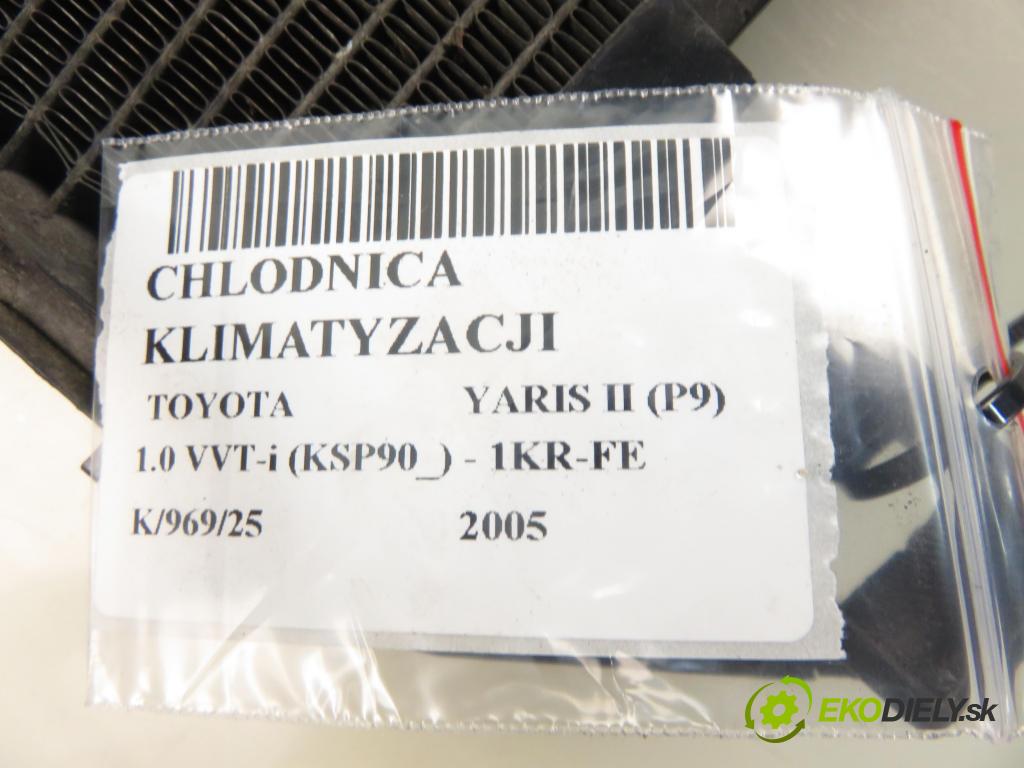 CHLODNICA
KLIMATYZACJI
TOYOTA YARIS II (P9)
1.0 VVT-i (KSP90_) - 1KR-FE
K/969/25 2005
EKODIELY.sk